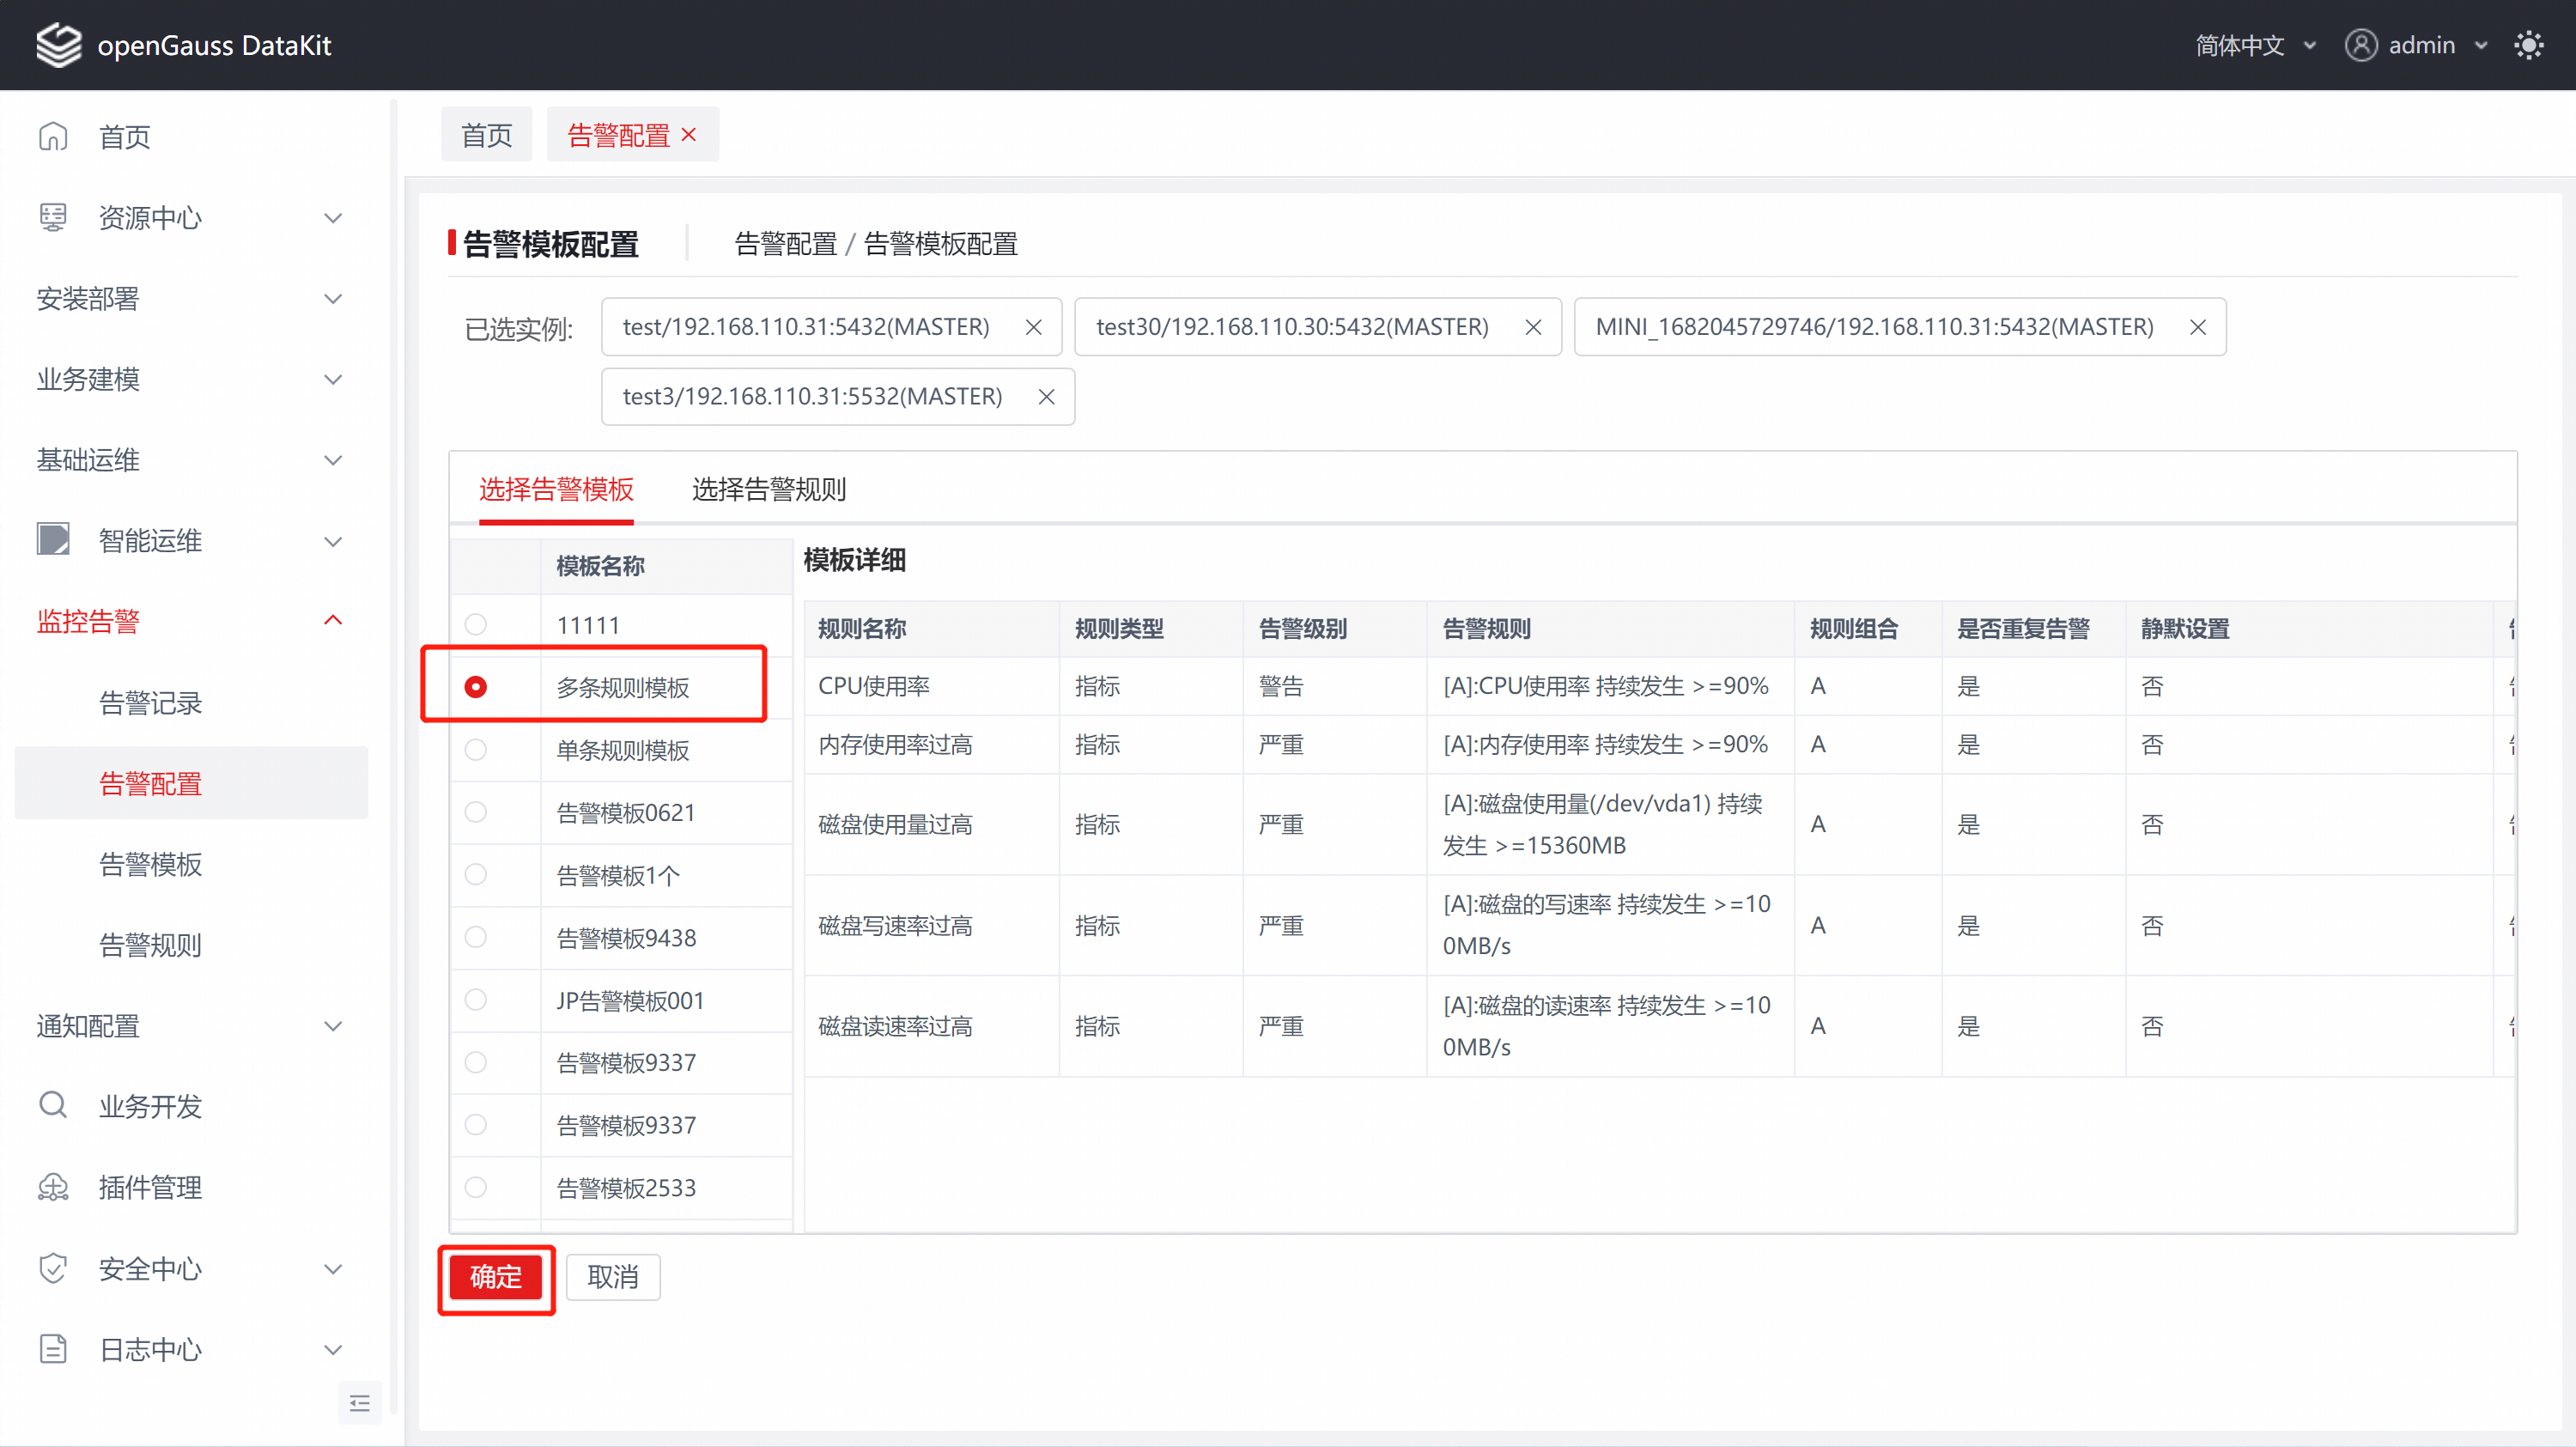 openGauss DataKit
简体中文
admin
首页
资源中心
安装部署
业务建模
基础运维
智能运维
监控告警
告警记录
告警配置
告警模板
告警规则
通知配置
业务开发
插件管理
安全中心
日志中心
首页
告警配置
告警模板配置
告警配置 / 告警模板配置
已选实例:
test/192.168.110.31:5432(MASTER)
test30/192.168.110.30:5432(MASTER)
MINI_1682045729746/192.168.110.31:5432(MASTER)
test3/192.168.110.31:5532(MASTER)
选择告警模板
选择告警规则
模板名称
11111
多条规则模板
单条规则模板
告警模板0621
告警模板1个
告警模板9438
JP告警模板001
告警模板9337
告警模板9337
告警模板2533
模板详细
规则名称 规则类型 告警级别 告警规则 规则组合 是否重复告警 静默设置
CPU使用率 指标 警告 [A]:CPU使用率 持续发生 >=90% A 是 否
内存使用率过高 指标 严重 [A]:内存使用率 持续发生 >=90% A 是 否
磁盘使用量过高 指标 严重 [A]:磁盘使用量(/dev/vda1) 持续
发生 >=15360MB A 是 否
磁盘写速率过高 指标 严重 [A]:磁盘的写速率 持续发生 >=10
0MB/s A 是 否
磁盘读速率过高 指标 严重 [A]:磁盘的读速率 持续发生 >=10
0MB/s A 是 否
确定
取消